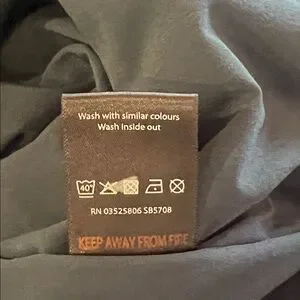 Wash with similar colours
Wash inside out
40°
RN 03525806 SB5708
KEEP AWAY FROM FIRE